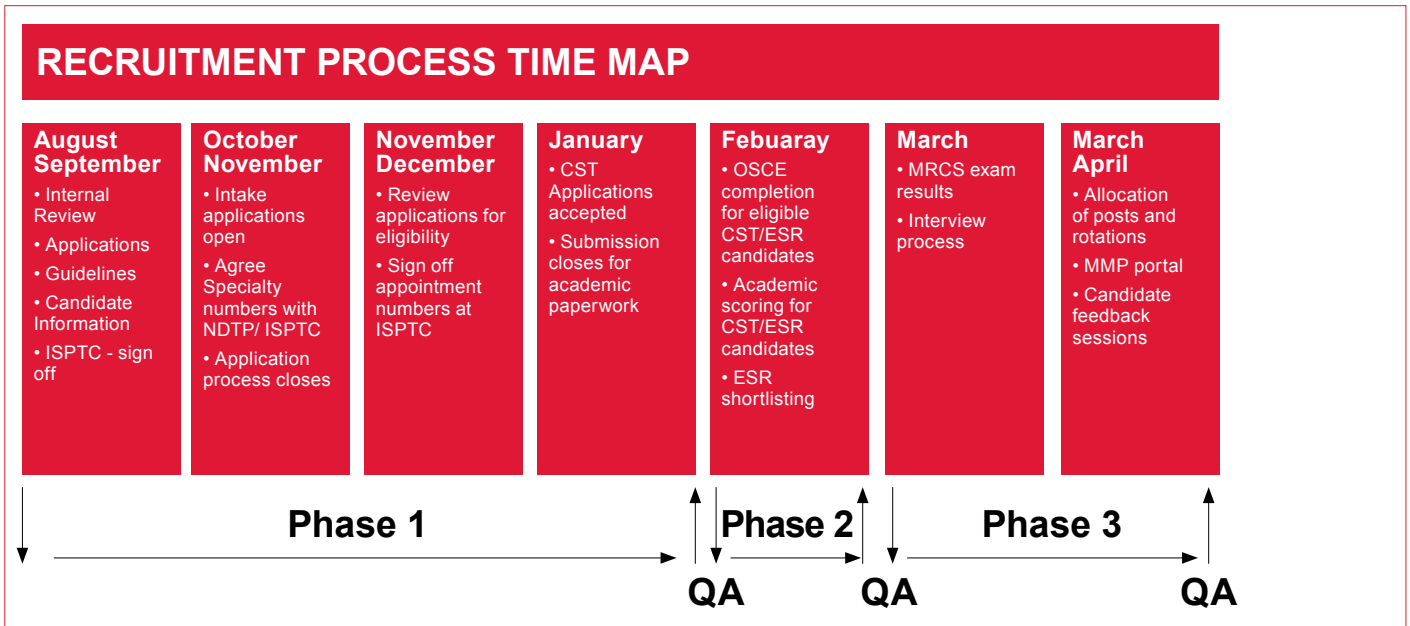 RECRUITMENT PROCESS TIME MAP
August
September
• Internal
Review
• Applications
• Guidelines
• Candidate
Information
• ISPTC - sign
off
October
November
• Intake
applications
open
• Agree
Specialty
numbers with
NDTP/ ISPTC
• Application
process closes
November
December
• Review
applications for
eligibility
• Sign off
appointment
numbers at
ISPTC
January
• CST
Applications
accepted
• Submission
closes for
academic
paperwork
Febuaray
• OSCE
completion
for eligible
CST/ESR
candidates
• Academic
scoring for
CST/ESR
candidates
• ESR
shortlisting
March
• MRCS exam
results
• Interview
process
March
April
• Allocation
of posts and
rotations
• MMP portal
• Candidate
feedback
sessions
Phase 1
Phase 2
Phase 3
QA
QA
QA